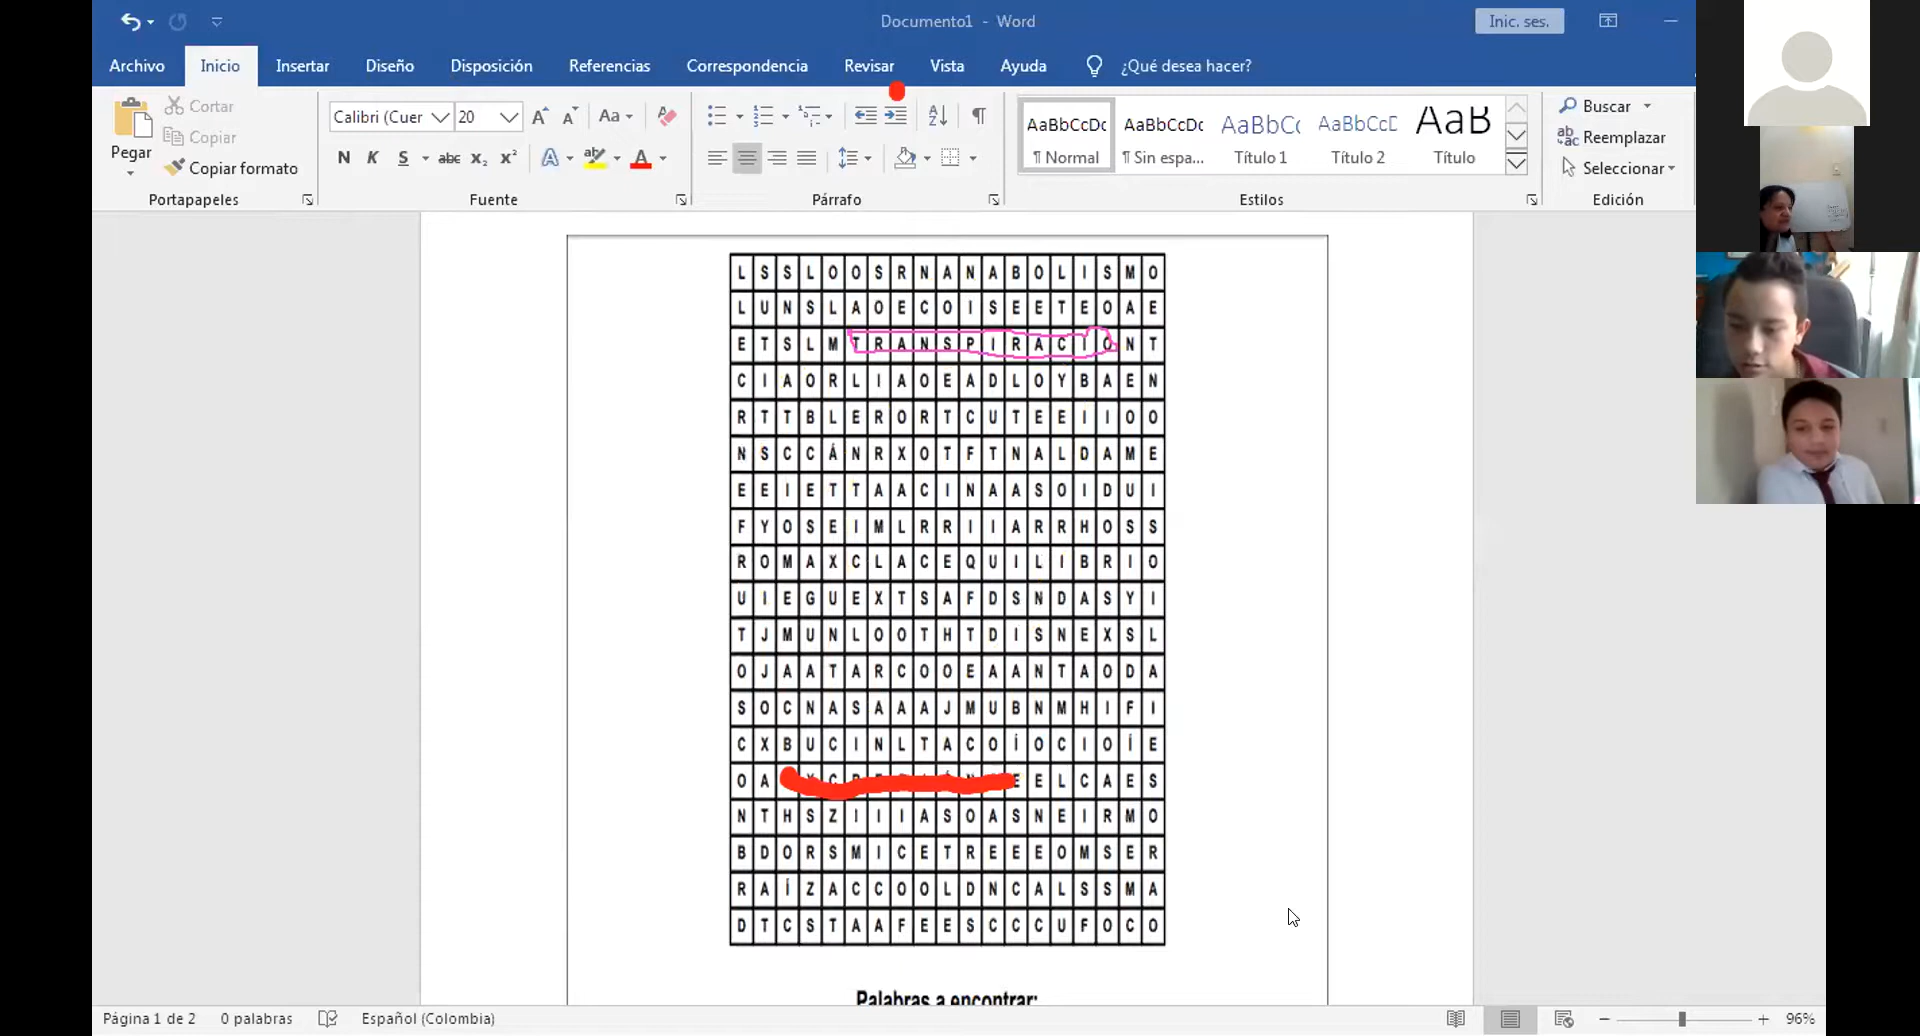 Documento1 - Word
Inic. ses.
Archivo Inicio Insertar Diseño Disposición Referencias Correspondencia Revisar Vista Ayuda ¿Qué desea hacer?
Pegar
Cortar
Copiar
Copiar formato
Portapapeles
Calibri (Cuer 20
Aa
N K S abc x₂ x²
Fuente
Párrafo
AaBbCcDc AaBbCcDc AaBbCc AaBbCcD AaB
¶ Normal ¶ Sin espa... Título 1 Título 2 Título
Estilos
Buscar
Reemplazar
Seleccionar
Edición
L S S L O O S R N A N A B O L I S M O
L U N S L A O E C O I S E E T E O A E
E T S L M T R A N S P I R A C I O N T
C I A O R L I A O E A D L O Y B A E N
R T T B L E R O R T C U T E E I I O O
N S C C Á N R X O T F T N A L D A M E
E E I E T T A A C I N A A S O I D U I
F Y O S E I M L R R I I A R R H O S S
R O M A X C L A C E Q U I L I B R I O
U I E G U E X T S A F D S N D A S Y I
T J M U N L O O T H T D I S N E X S L
O J A A T A R C O O E A A N T A O D A
S O C N A S A A A J M U B N M H I F I
C X B U C I N L T A C O Í O C I O Í E
O A E E L C A E S
N T H S Z I I I A S O A S N E I R M O
B D O R S M I C E T R E E E O M S E R
R A Í Z A C C O O L D N C A L S S M A
D T C S T A A F E E S C C C U F O C O
Palabras a encontrar:
Página 1 de 2 0 palabras Español (Colombia) 96%